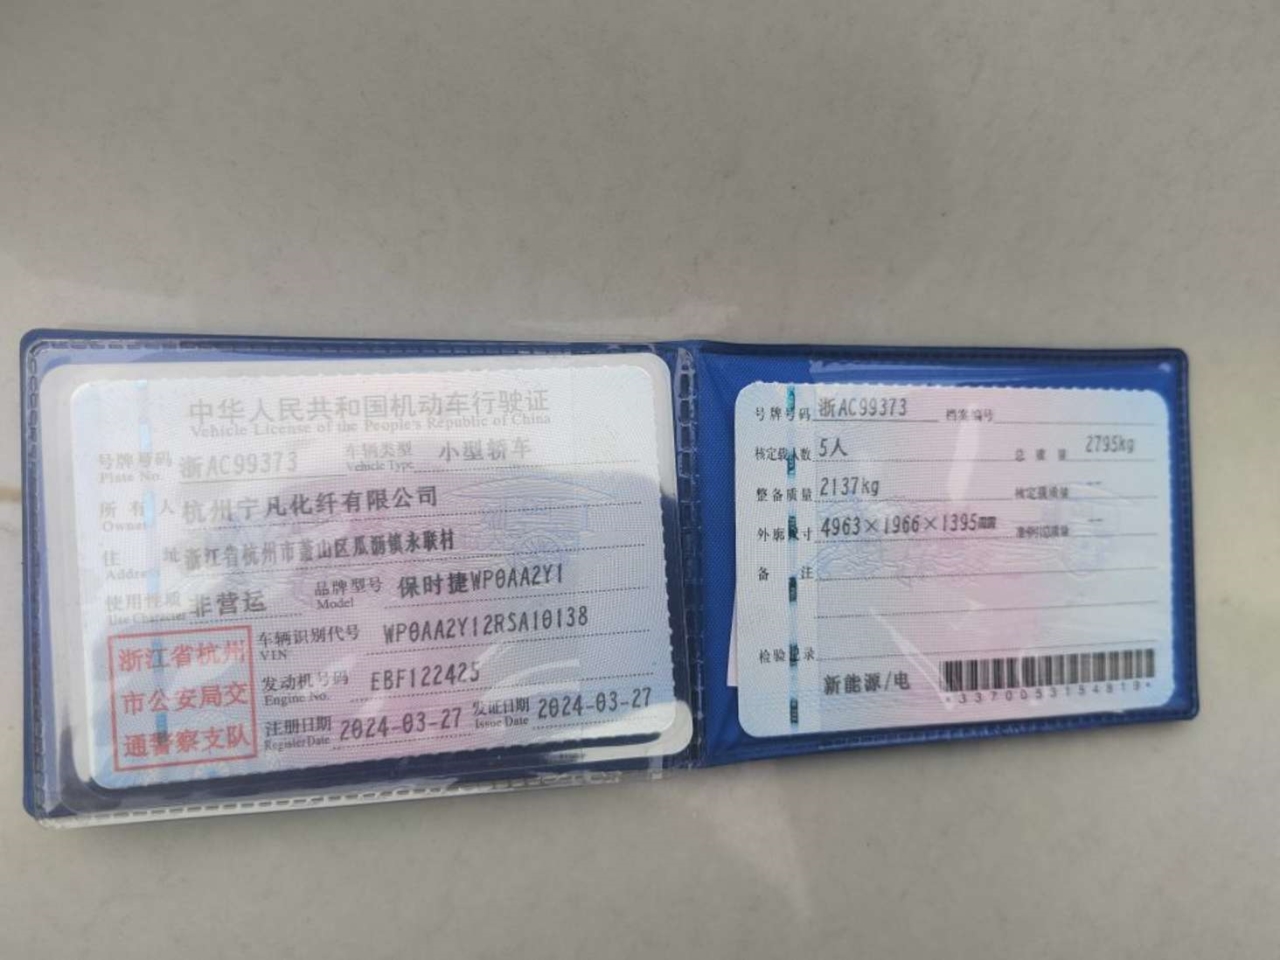 中华人民共和国机动车行驶证
Vehicle License of the People's Republic of China
号牌号码 浙AC99373 车辆类型 小型轿车
Plate No. Vehicle Type
所有人 杭州宁凡化纤有限公司
Owner
住址 浙江省杭州市萧山区瓜沥镇永联村
Address
使用性质 非营运 品牌型号 保时捷WP0AA2Y1
Use Character Model
车辆识别代号 WP0AA2Y12RSA10138
VIN
发动机号码 EBF122425
Engine No.
注册日期 2024-03-27 发证日期 2024-03-27
Register Date Issue Date
浙江省杭州
市公安局交
通警察支队
号牌号码 浙AC99373 档案编号
核定载人数 5人 总质量 2795kg
整备质量 2137kg 核定载质量 --
外廓尺寸 4963×1966×1395mm 准牵引总质量 --
备注
检验记录
新能源/电
*3370053154819*